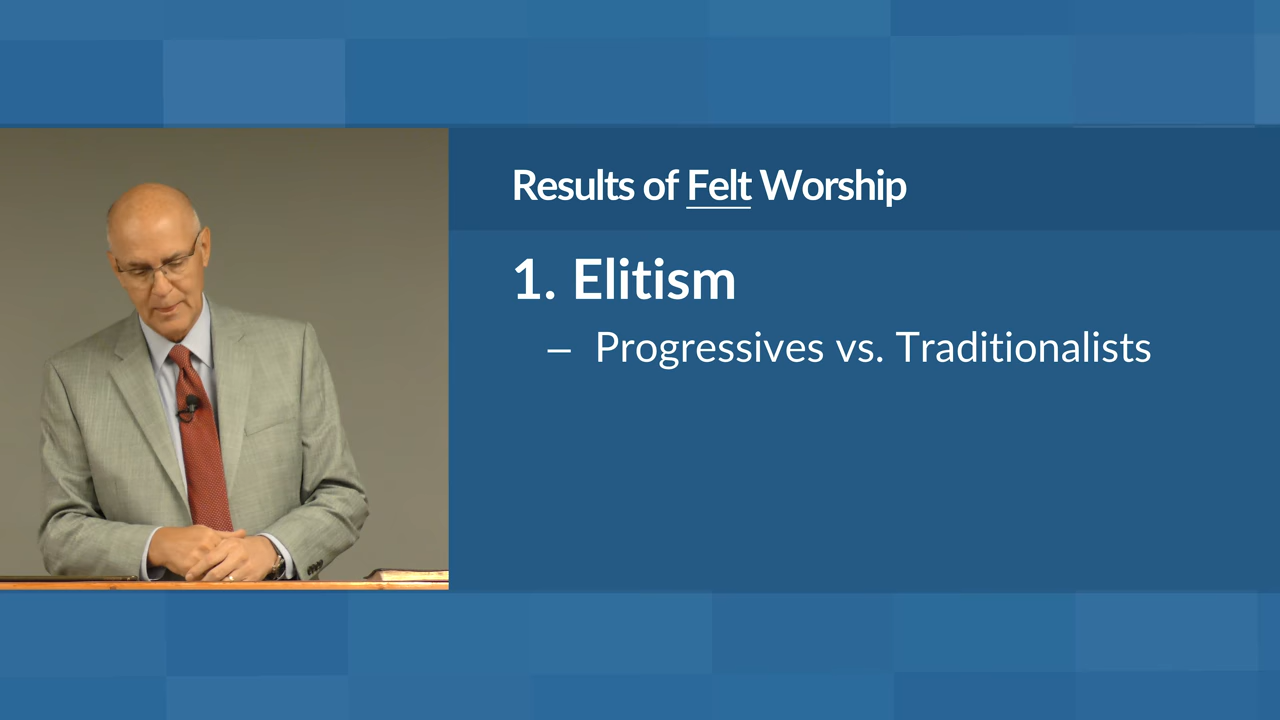 Results of Felt Worship
1. Elitism
– Progressives vs. Traditionalists